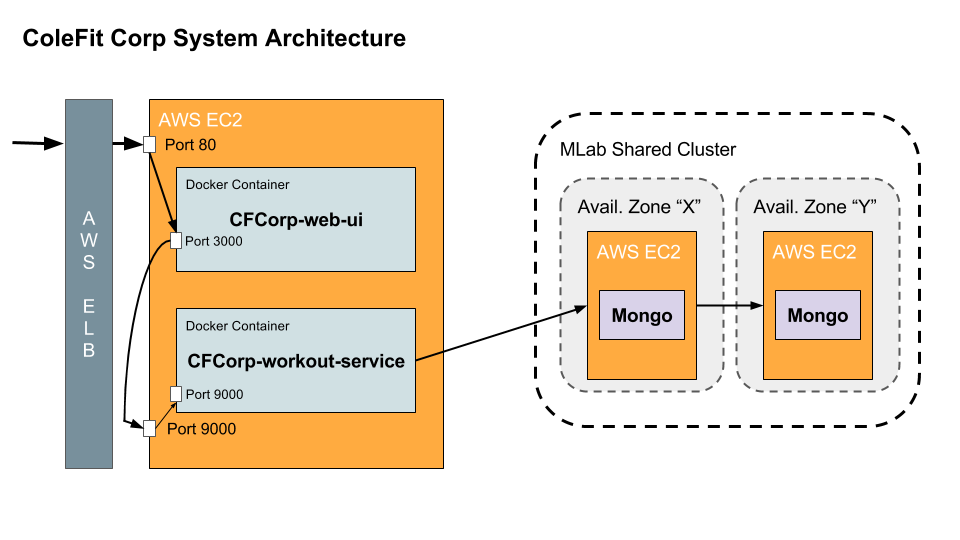 ColeFit Corp System Architecture
AWS ELB
AWS EC2
Port 80
Docker Container
CFCorp-web-ui
Port 3000
Docker Container
CFCorp-workout-service
Port 9000
Port 9000
MLab Shared Cluster
Avail. Zone “X”
AWS EC2
Mongo
Avail. Zone “Y”
AWS EC2
Mongo